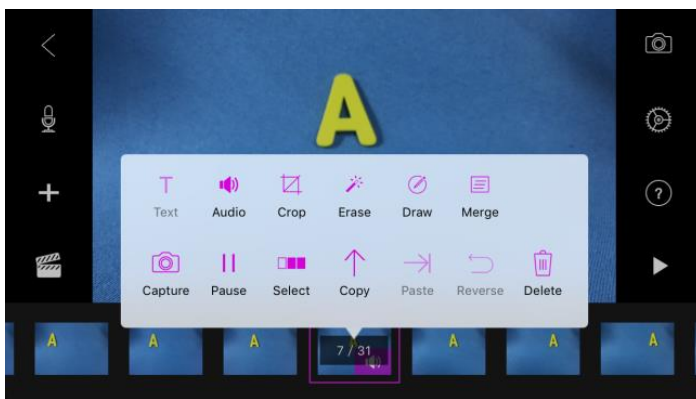 A
Text Audio Crop Erase Draw Merge
Capture Pause Select Copy Paste Reverse Delete
A A A 7 / 31 A A A